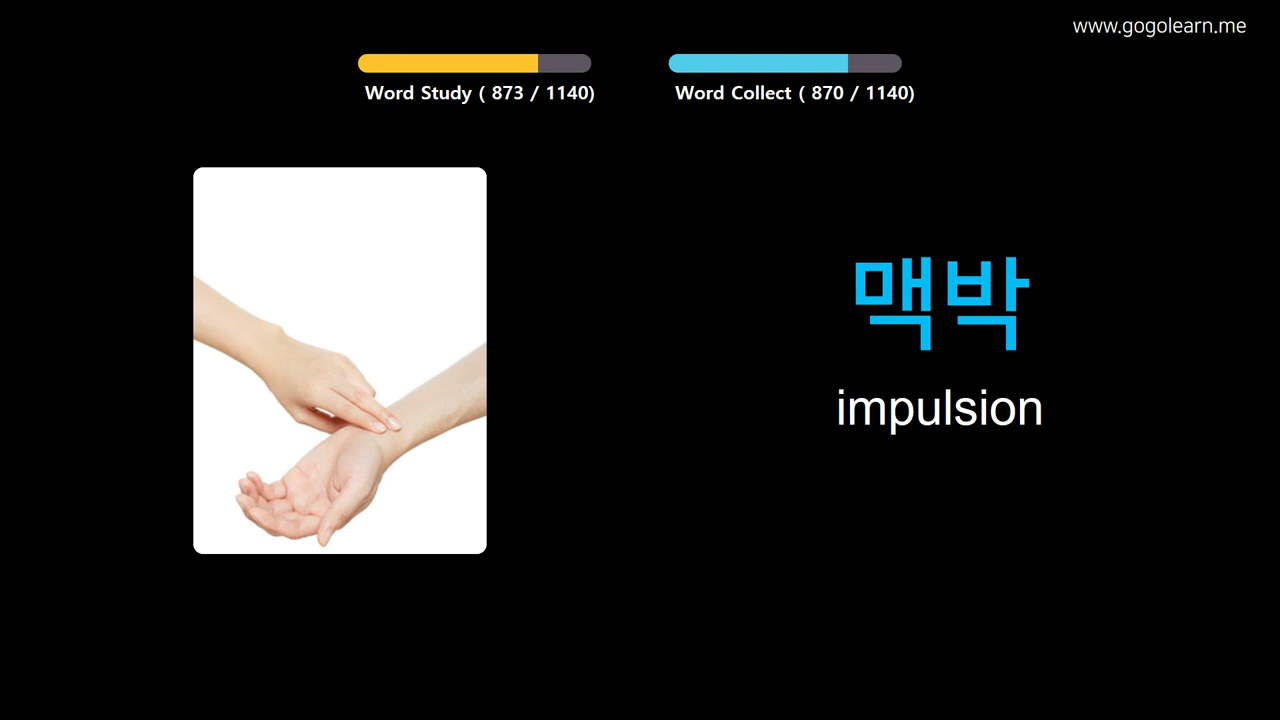 www.gogolearn.me
Word Study ( 873 / 1140)
Word Collect ( 870 / 1140)
맥박
impulsion